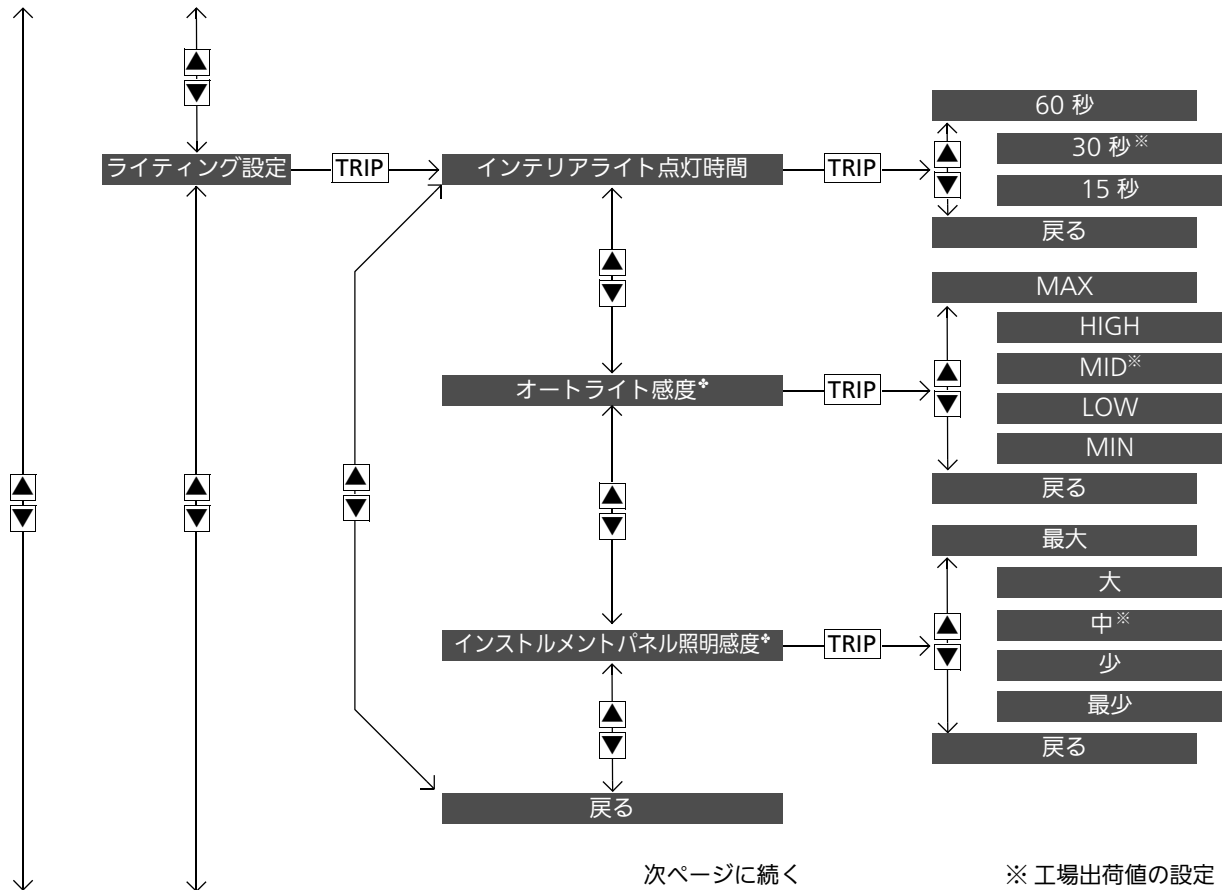 ライティング設定
TRIP
インテリアライト点灯時間
TRIP
60 秒
30 秒※
15 秒
戻る
オートライト感度✤
TRIP
MAX
HIGH
MID※
LOW
MIN
戻る
インストルメントパネル照明感度✤
TRIP
最大
大
中※
少
最少
戻る
戻る
次ページに続く
※ 工場出荷値の設定